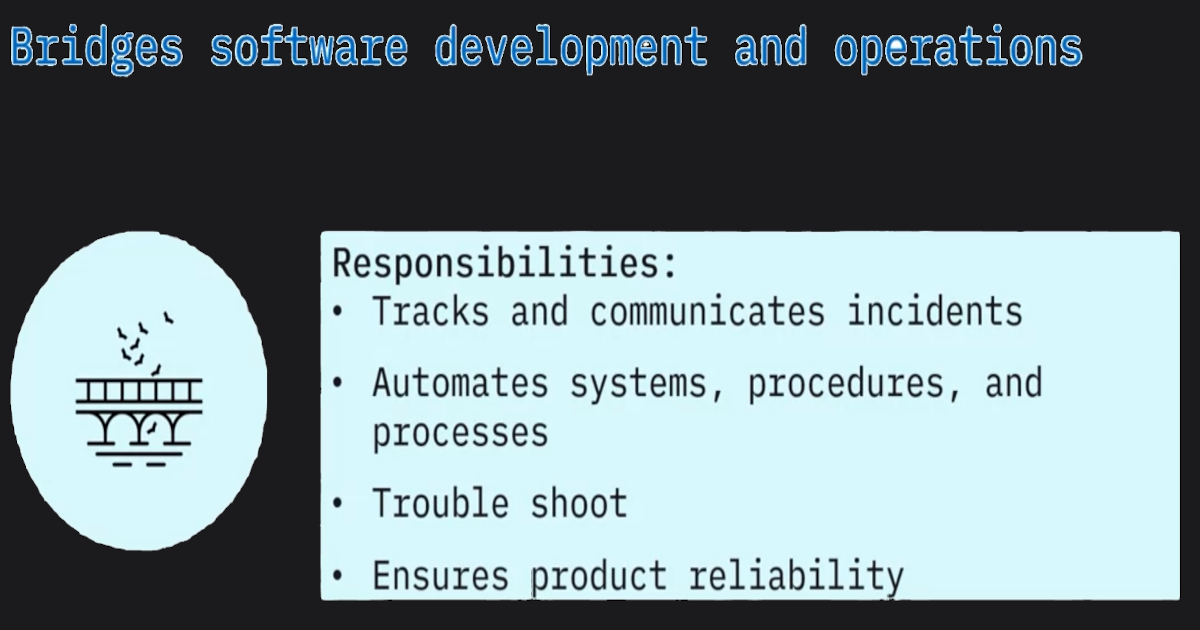 Bridges software development and operations
Responsibilities:
• Tracks and communicates incidents
• Automates systems, procedures, and
processes
• Trouble shoot
• Ensures product reliability